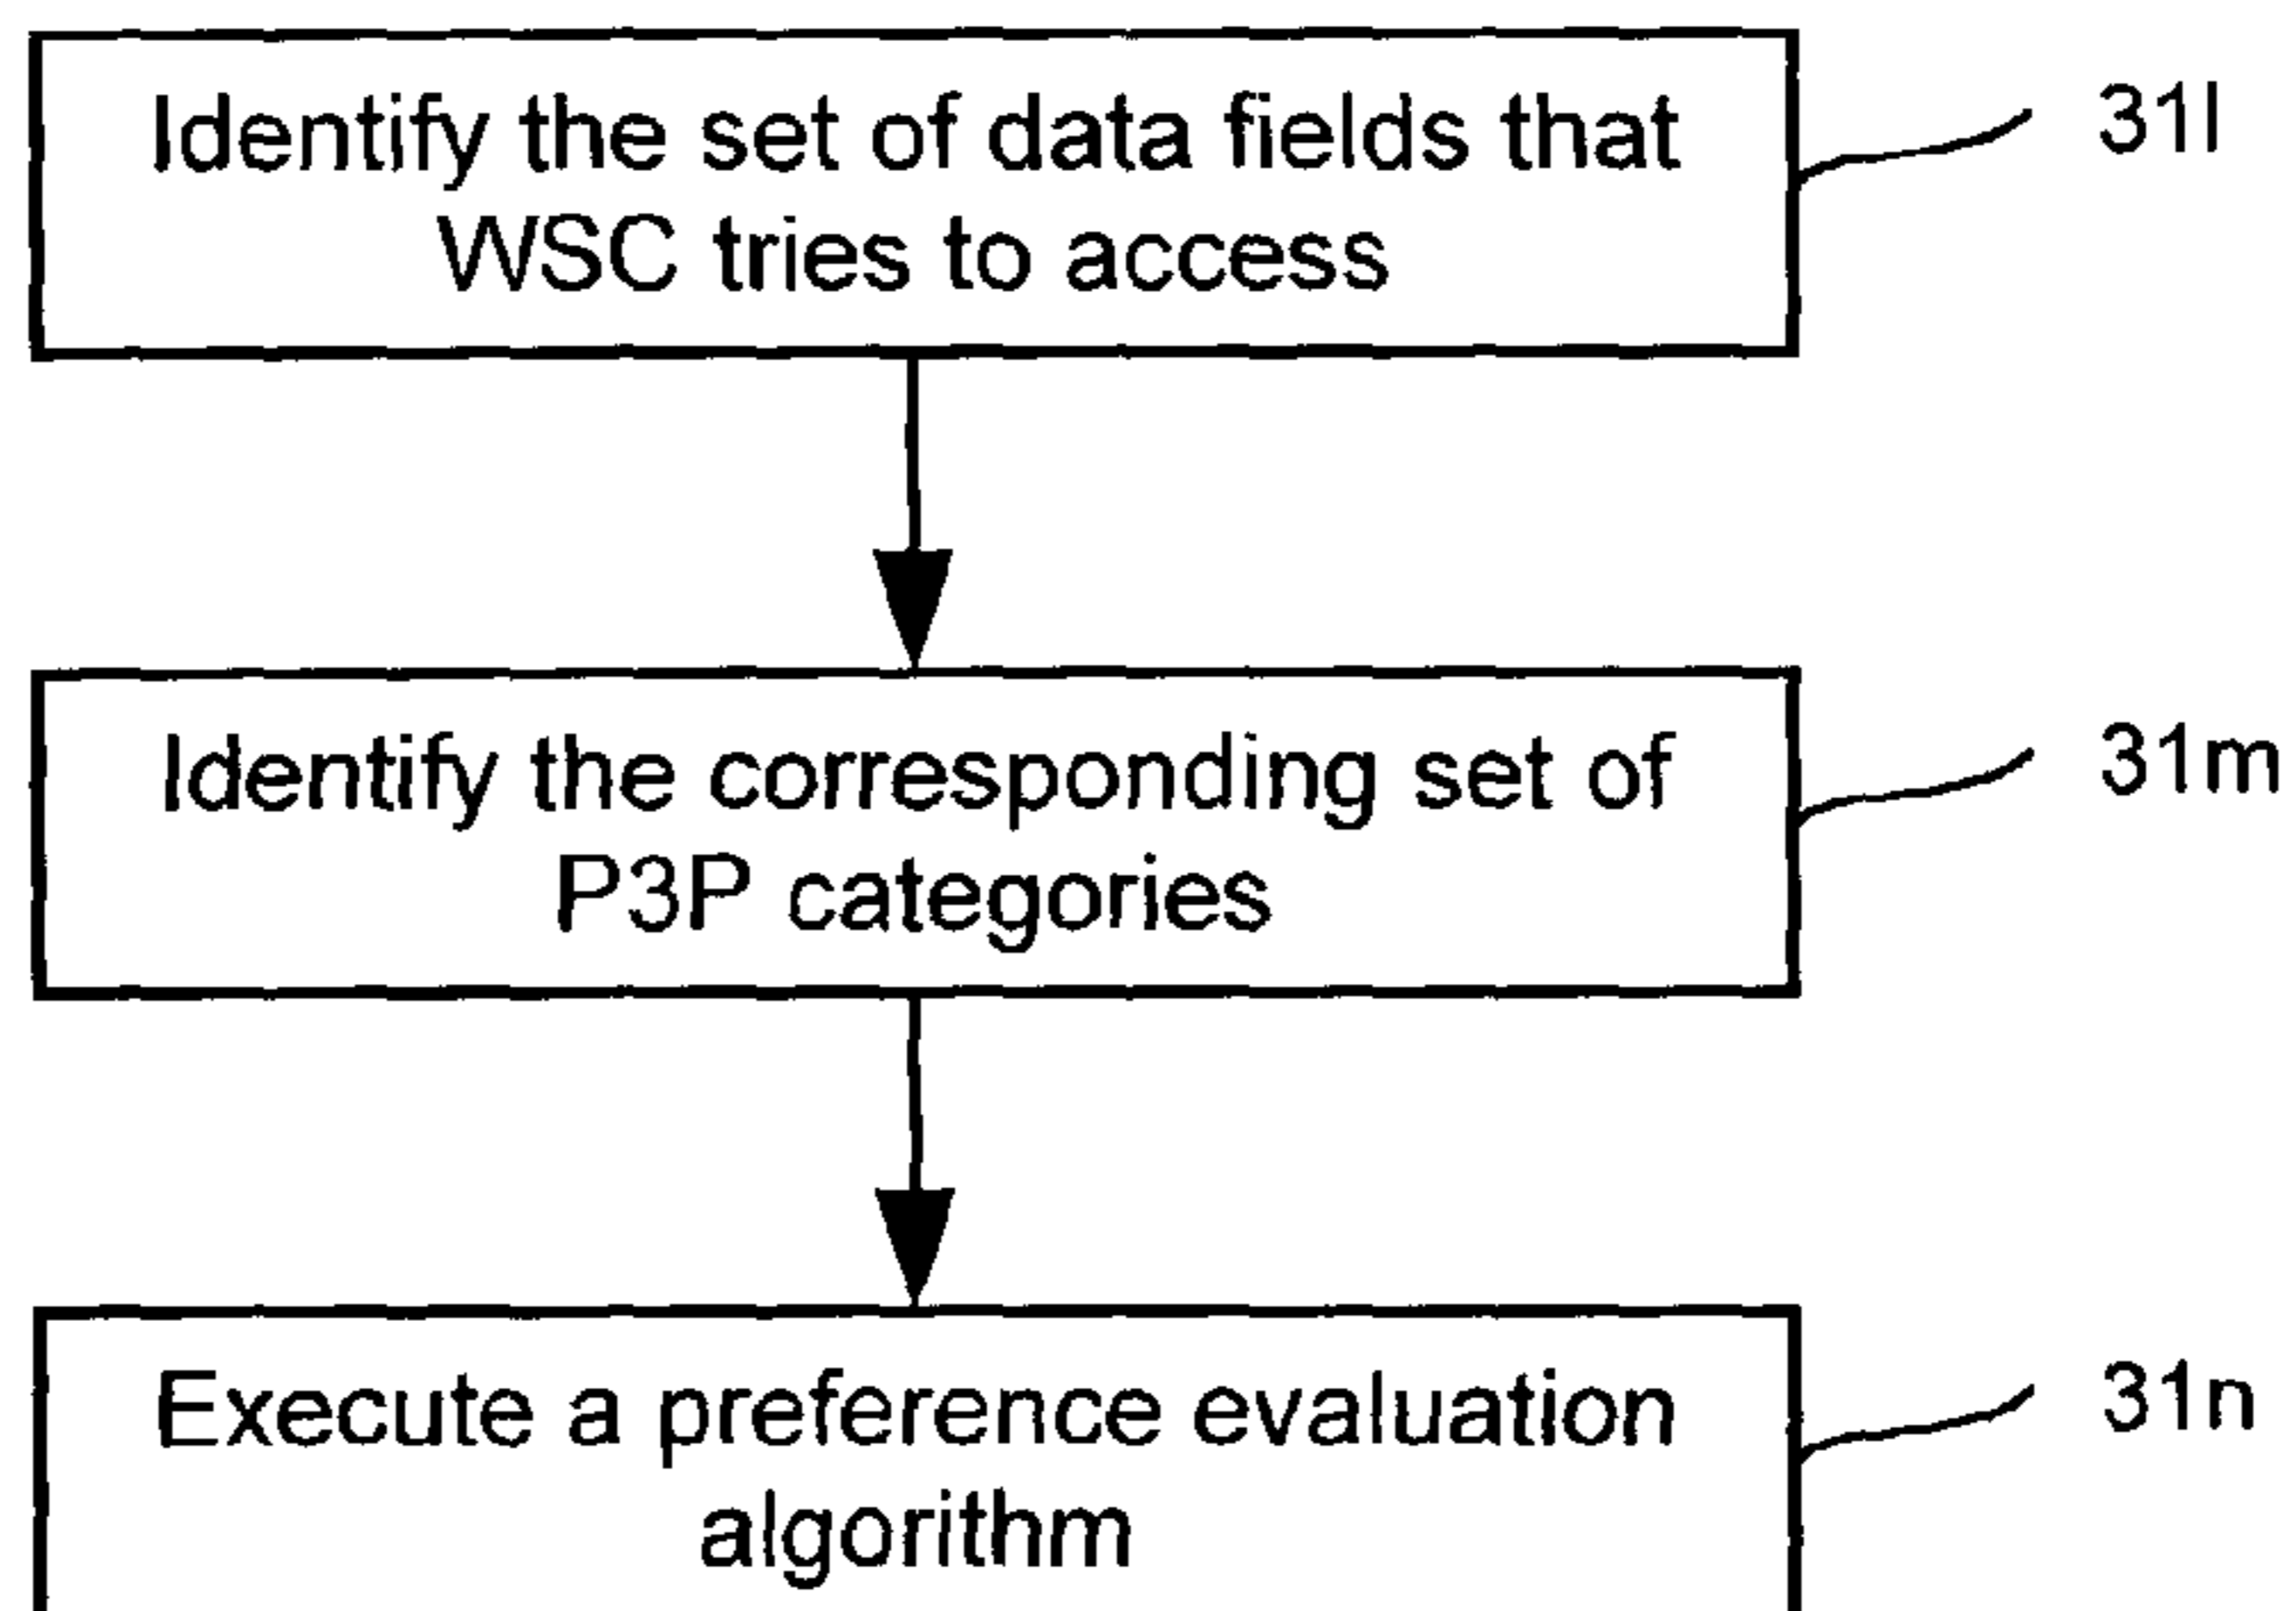 Identify the set of data fields that
WSC tries to access
31l
Identify the corresponding set of
P3P categories
31m
Execute a preference evaluation
algorithm
31n